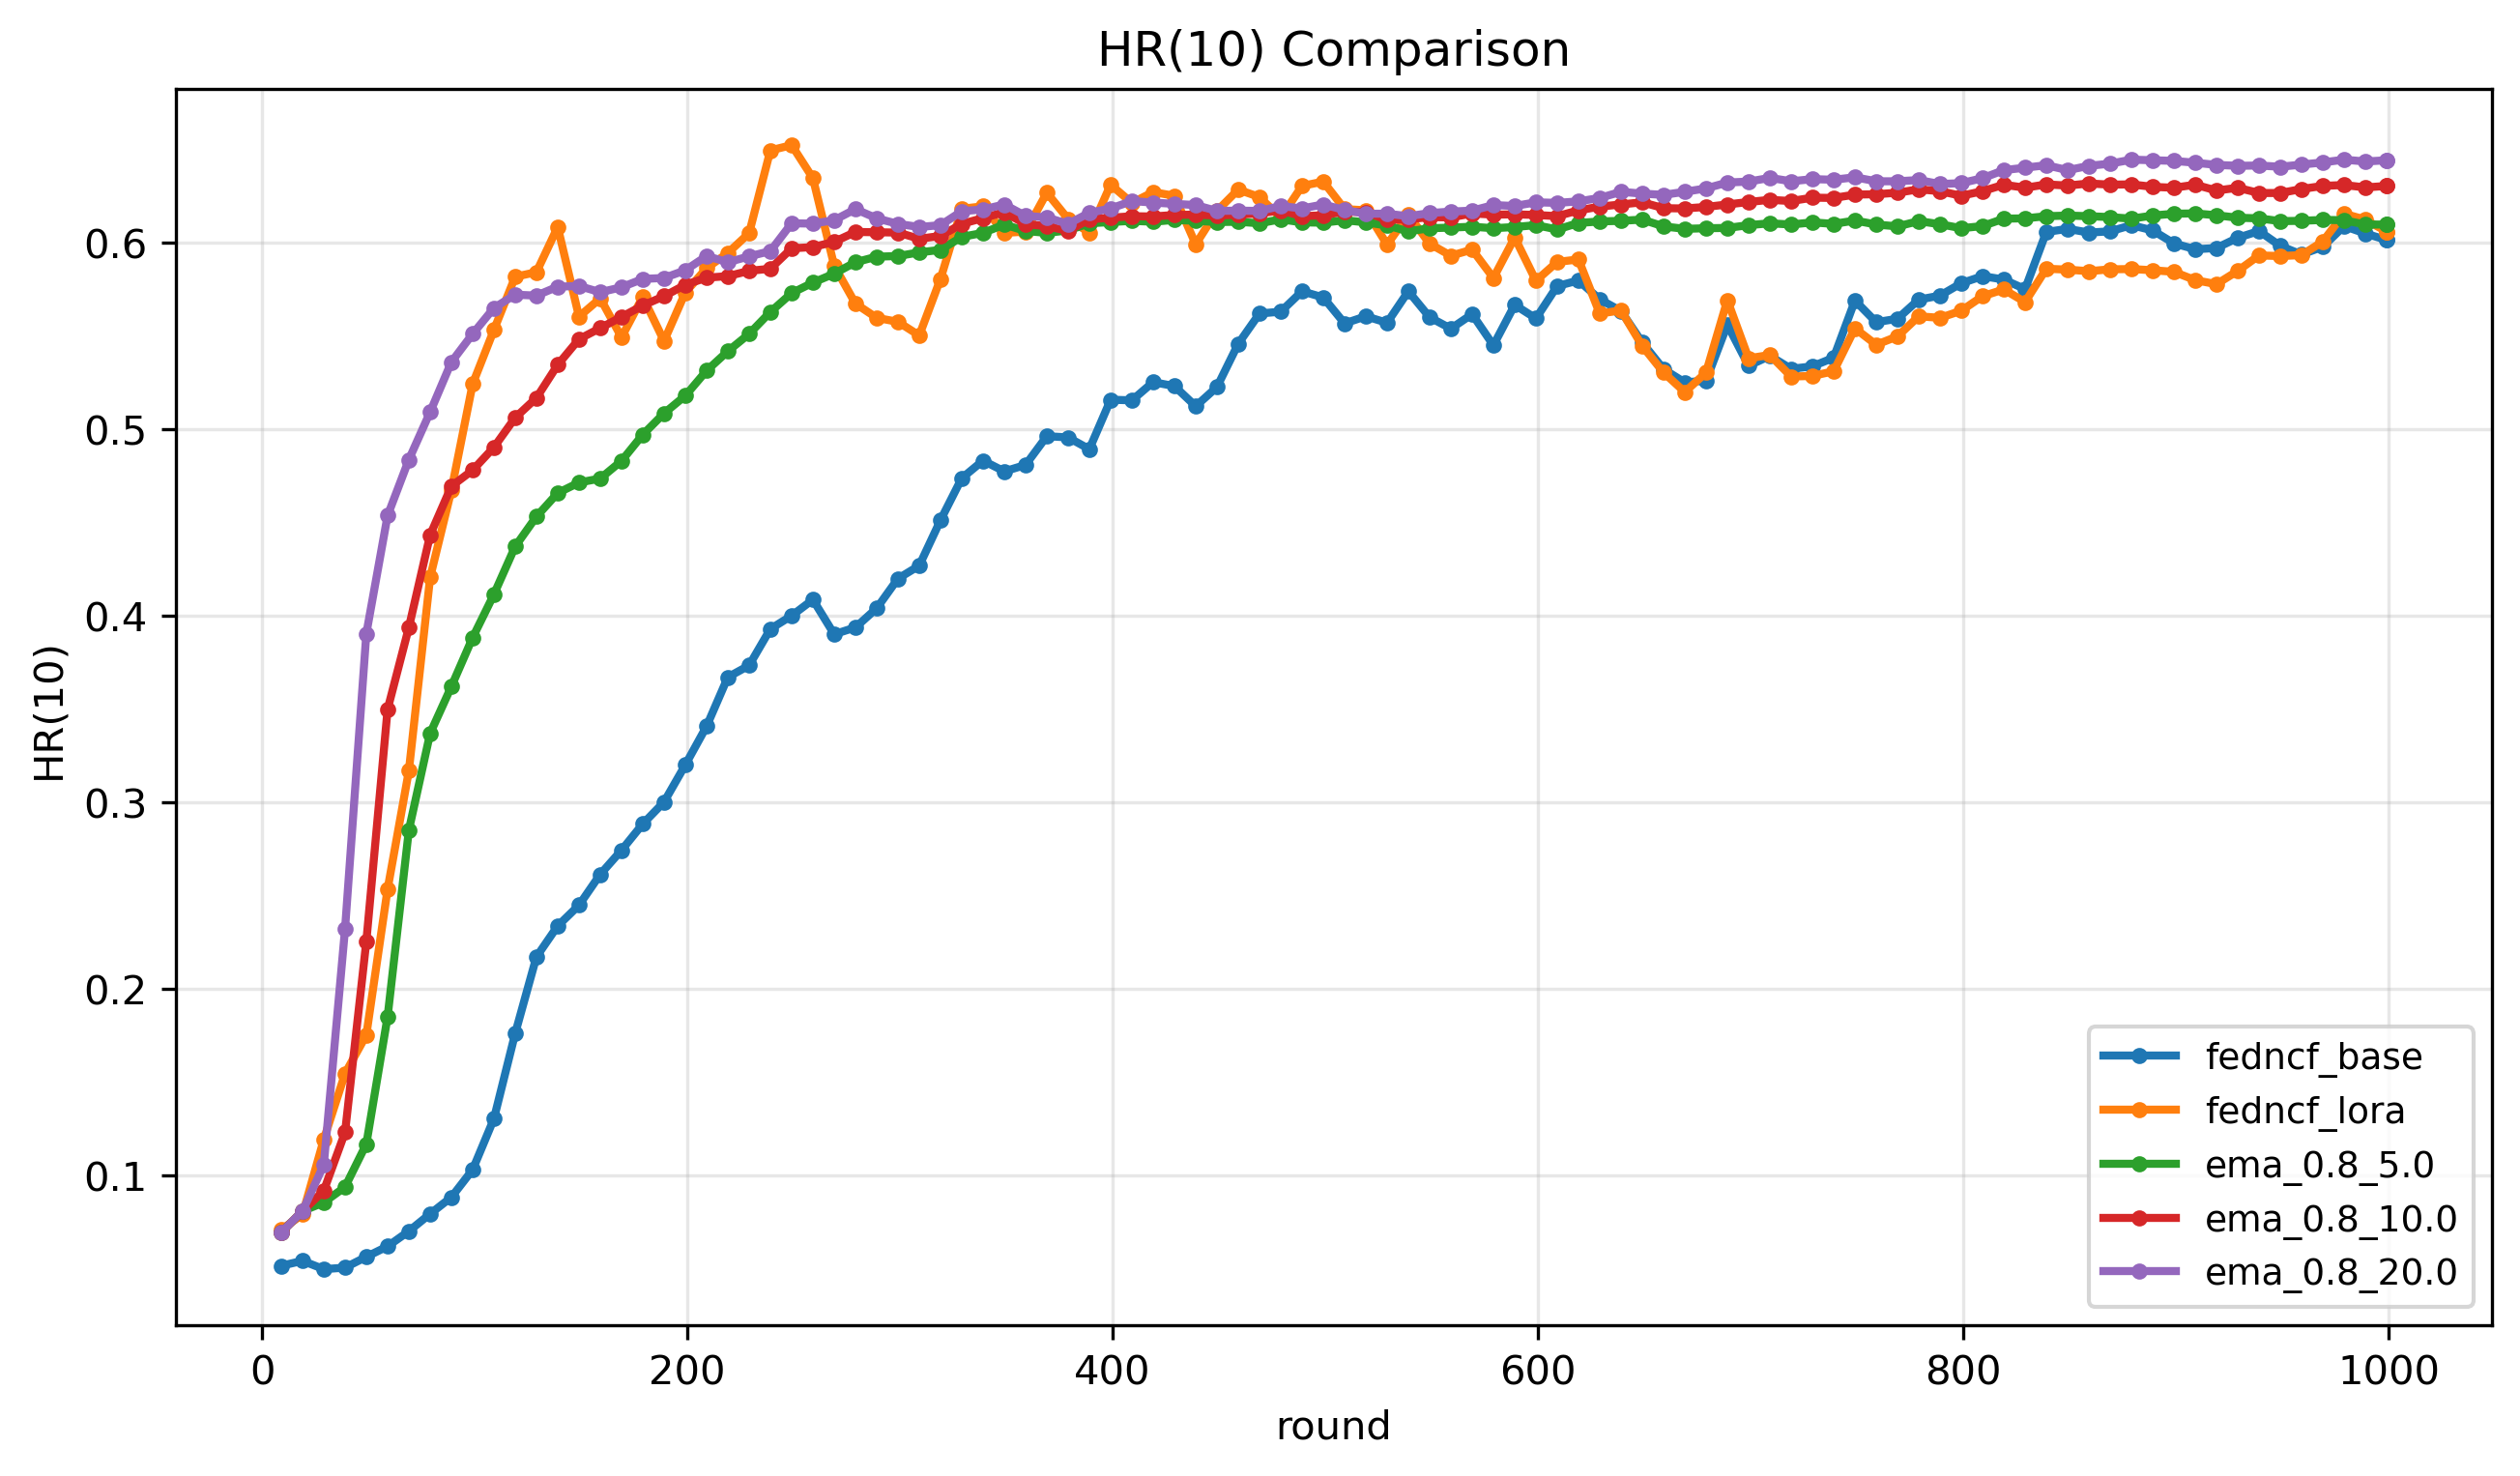 HR(10) Comparison
HR(10)
0.6
0.5
0.4
0.3
0.2
0.1
0 200 400 600 800 1000
round
fedncf_base
fedncf_lora
ema_0.8_5.0
ema_0.8_10.0
ema_0.8_20.0